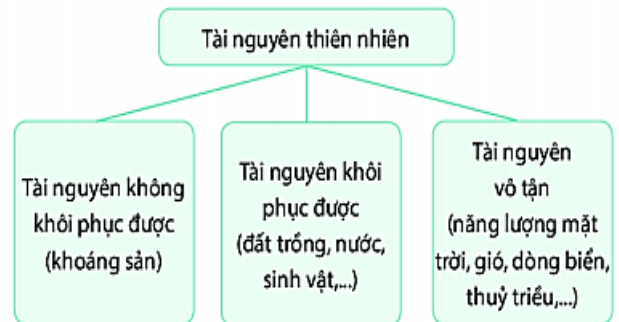 Tài nguyên thiên nhiên
Tài nguyên không
khôi phục được
(khoáng sản)
Tài nguyên khôi
phục được
(đất trồng, nước,
sinh vật,...)
Tài nguyên
vô tận
(năng lượng mặt
trời, gió, dòng biển,
thuỷ triều,...)